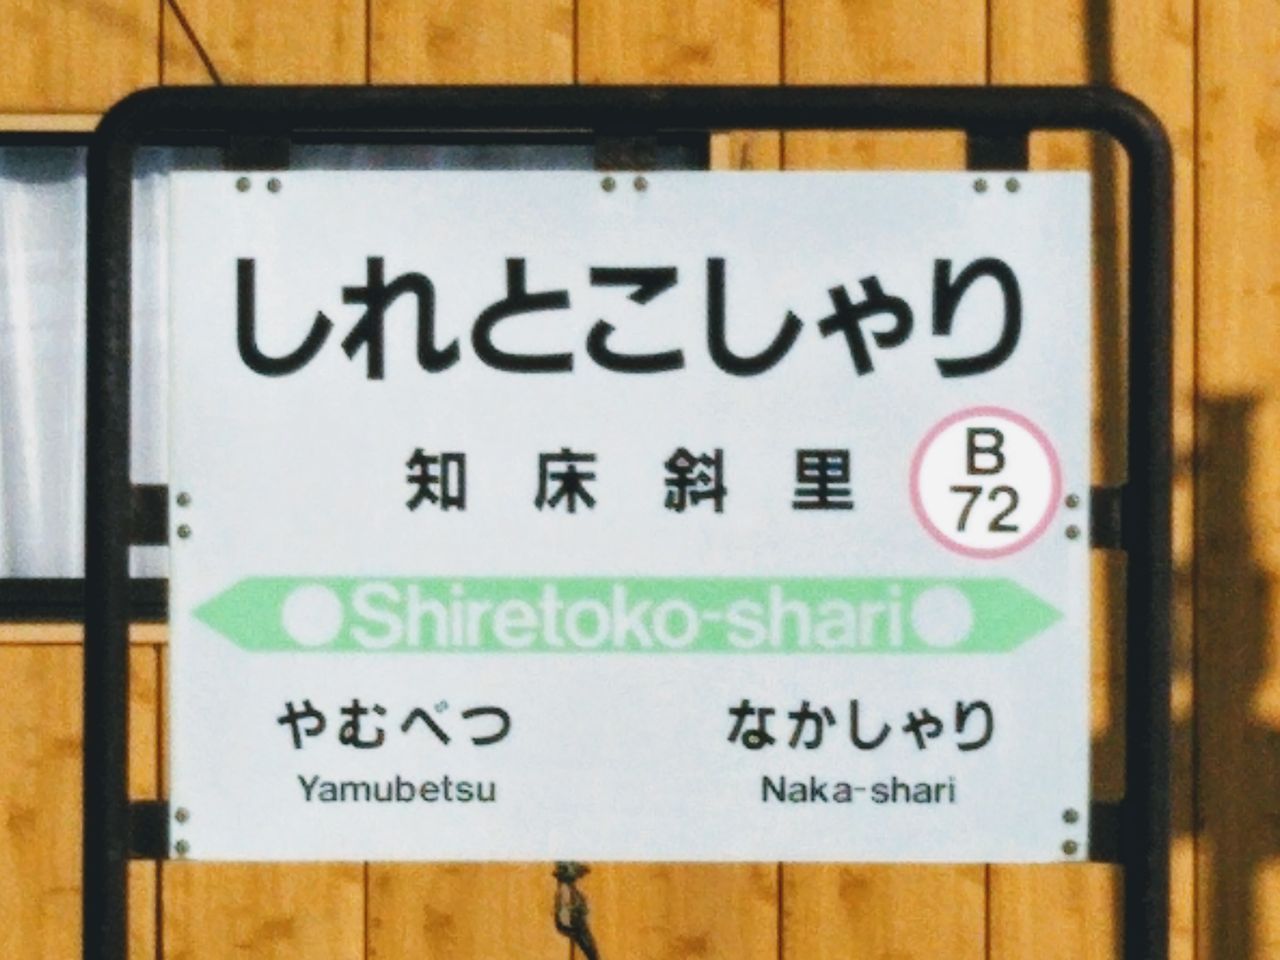 しれとこしゃり
知床斜里
B
72
Shiretoko-shari
やむべつ なかしゃり
Yamubetsu Naka-shari